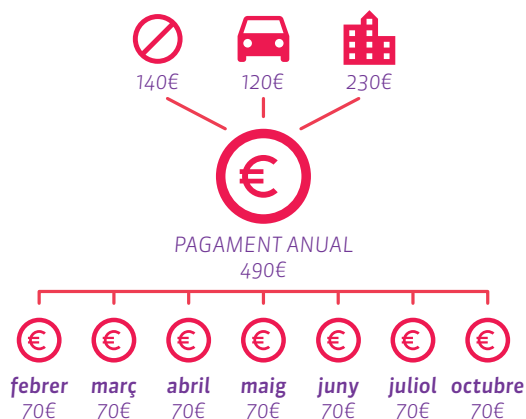 140€ 120€ 230€
€
PAGAMENT ANUAL
490€
€ € € € € € €
febrer març abril maig juny juliol octubre
70€ 70€ 70€ 70€ 70€ 70€ 70€